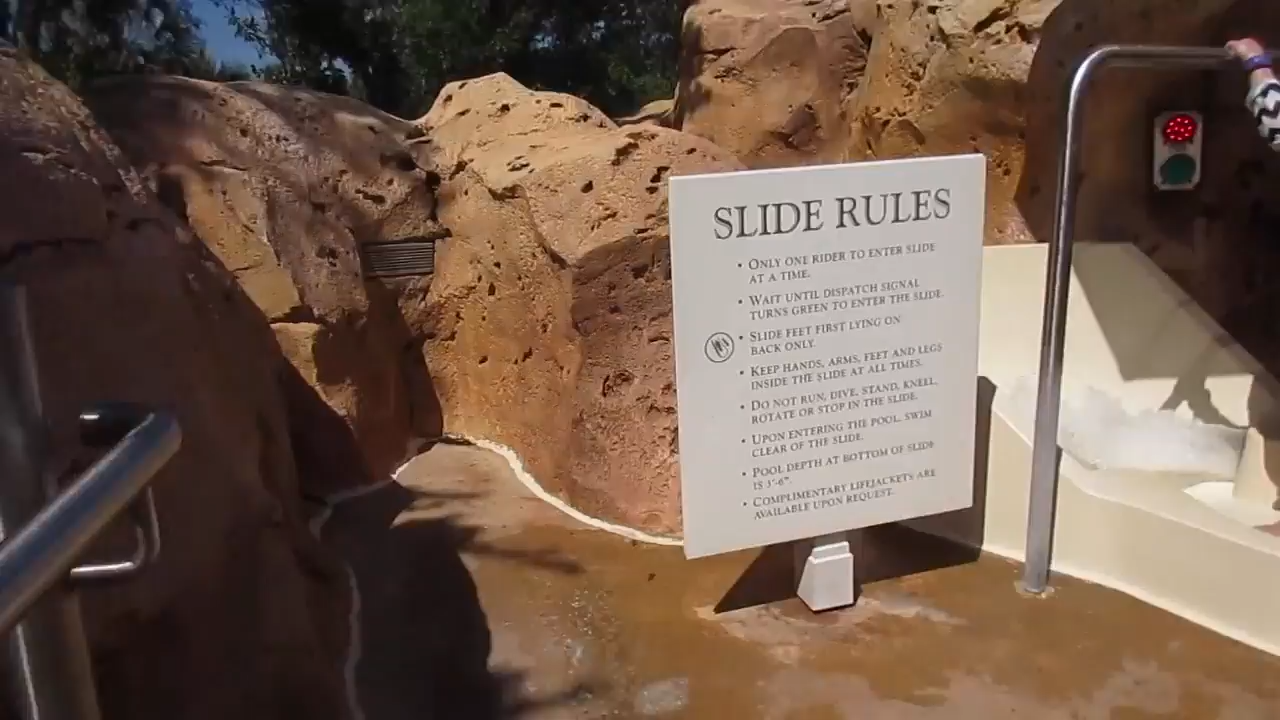 SLIDE RULES
• ONLY ONE RIDER TO ENTER SLIDE
AT A TIME.
• WAIT UNTIL DISPATCH SIGNAL
TURNS GREEN TO ENTER THE SLIDE.
• SLIDE FEET FIRST LYING ON
BACK ONLY.
• KEEP HANDS, ARMS, FEET AND LEGS
INSIDE THE SLIDE AT ALL TIMES.
• DO NOT RUN, DIVE, STAND, KNEEL,
ROTATE OR STOP IN THE SLIDE.
• UPON ENTERING THE POOL, SWIM
CLEAR OF THE SLIDE.
• POOL DEPTH AT BOTTOM OF SLIDE
IS 3'-6".
• COMPLIMENTARY LIFEJACKETS ARE
AVAILABLE UPON REQUEST.